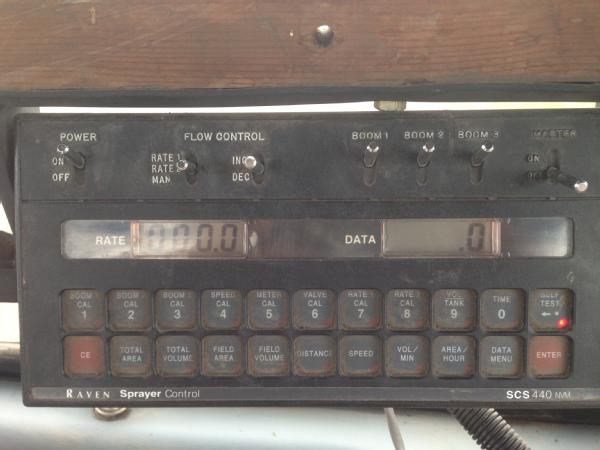 POWER FLOW CONTROL BOOM 1 BOOM 2 BOOM 3 MASTER
ON RATE 1 INC ON
RATE 2
OFF MAN DEC OFF
RATE 000.0 DATA .0
BOOM 1 CAL 1
BOOM 2 CAL 2
BOOM 3 CAL 3
SPEED CAL 4
METER CAL 5
VALVE CAL 6
RATE 1 CAL 7
RATE 2 CAL 8
VOL TANK 9
TIME 0
SELF TEST
CE
TOTAL AREA
TOTAL VOLUME
FIELD AREA
FIELD VOLUME
DISTANCE
SPEED
VOL/ MIN
AREA/ HOUR
DATA MENU
ENTER
RAVEN Sprayer Control SCS 440 NVM